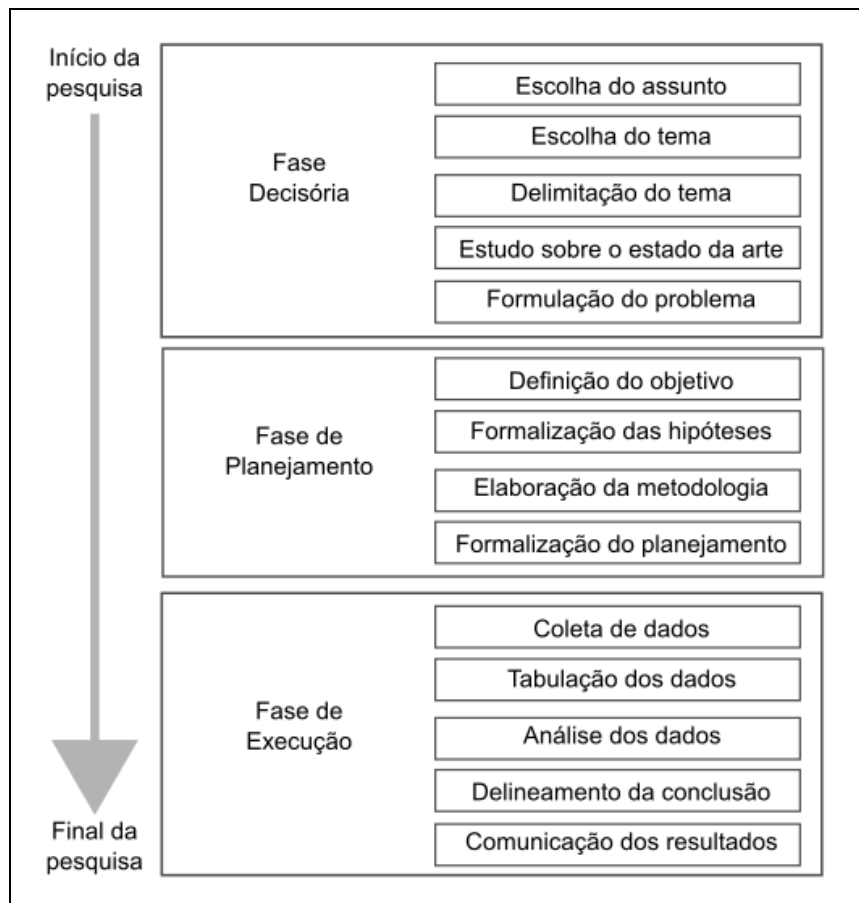 Início da
pesquisa
Fase
Decisória
Escolha do assunto
Escolha do tema
Delimitação do tema
Estudo sobre o estado da arte
Formulação do problema
Fase de
Planejamento
Definição do objetivo
Formalização das hipóteses
Elaboração da metodologia
Formalização do planejamento
Fase de
Execução
Coleta de dados
Tabulação dos dados
Análise dos dados
Delineamento da conclusão
Comunicação dos resultados
Final da
pesquisa